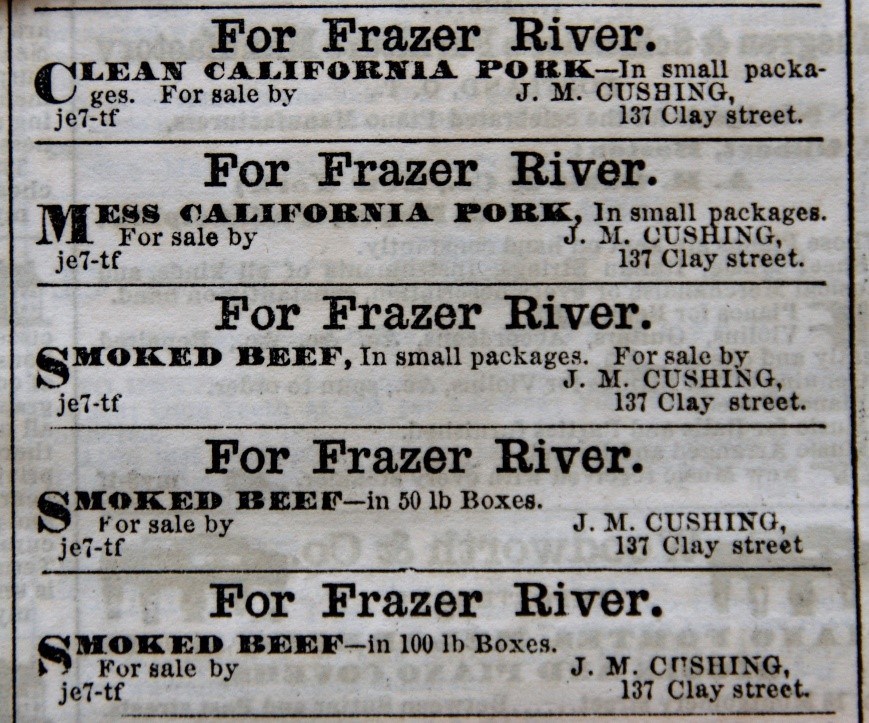 For Frazer River.
CLEAN CALIFORNIA PORK—In small packa-
ges. For sale by J. M. CUSHING,
je7-tf 137 Clay street.
For Frazer River.
MESS CALIFORNIA PORK, In small packages.
For sale by J. M. CUSHING,
je7-tf 137 Clay street.
For Frazer River.
SMOKED BEEF, In small packages. For sale by
J. M. CUSHING,
je7-tf 137 Clay street.
For Frazer River.
SMOKED BEEF—in 50 lb Boxes.
For sale by J. M. CUSHING,
je7-tf 137 Clay street
For Frazer River.
SMOKED BEEF—in 100 lb Boxes.
For sale by J. M. CUSHING,
je7-tf 137 Clay street.